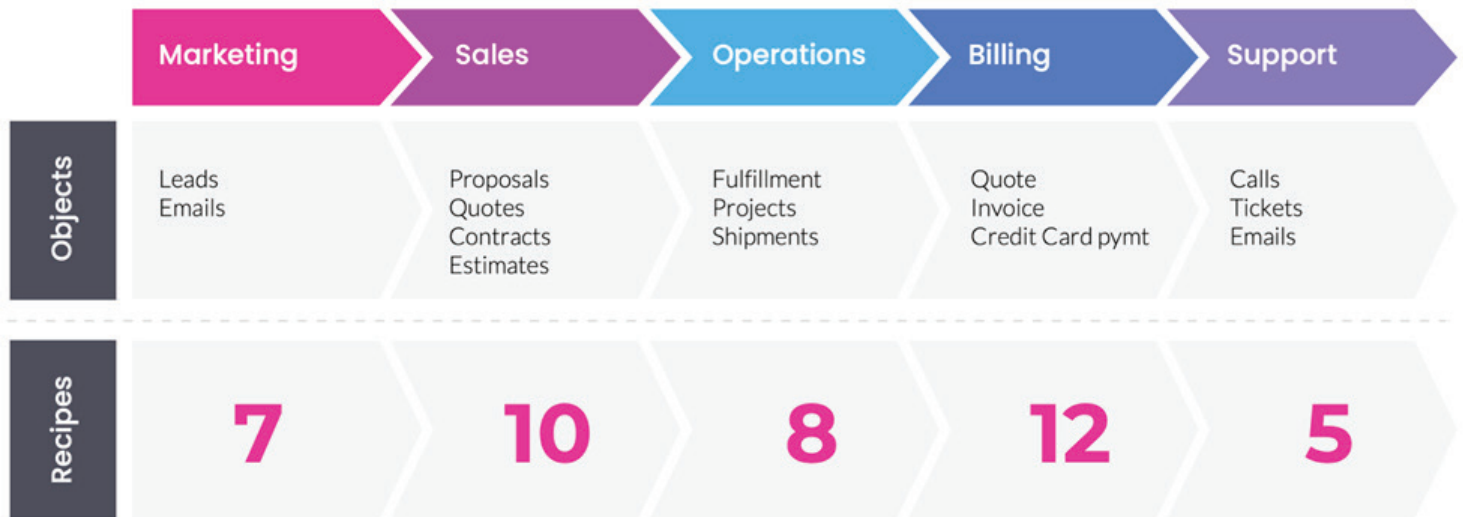 Marketing
Sales
Operations
Billing
Support
Objects
Leads
Emails
Proposals
Quotes
Contracts
Estimates
Fulfillment
Projects
Shipments
Quote
Invoice
Credit Card pymt
Calls
Tickets
Emails
Recipes
7
10
8
12
5